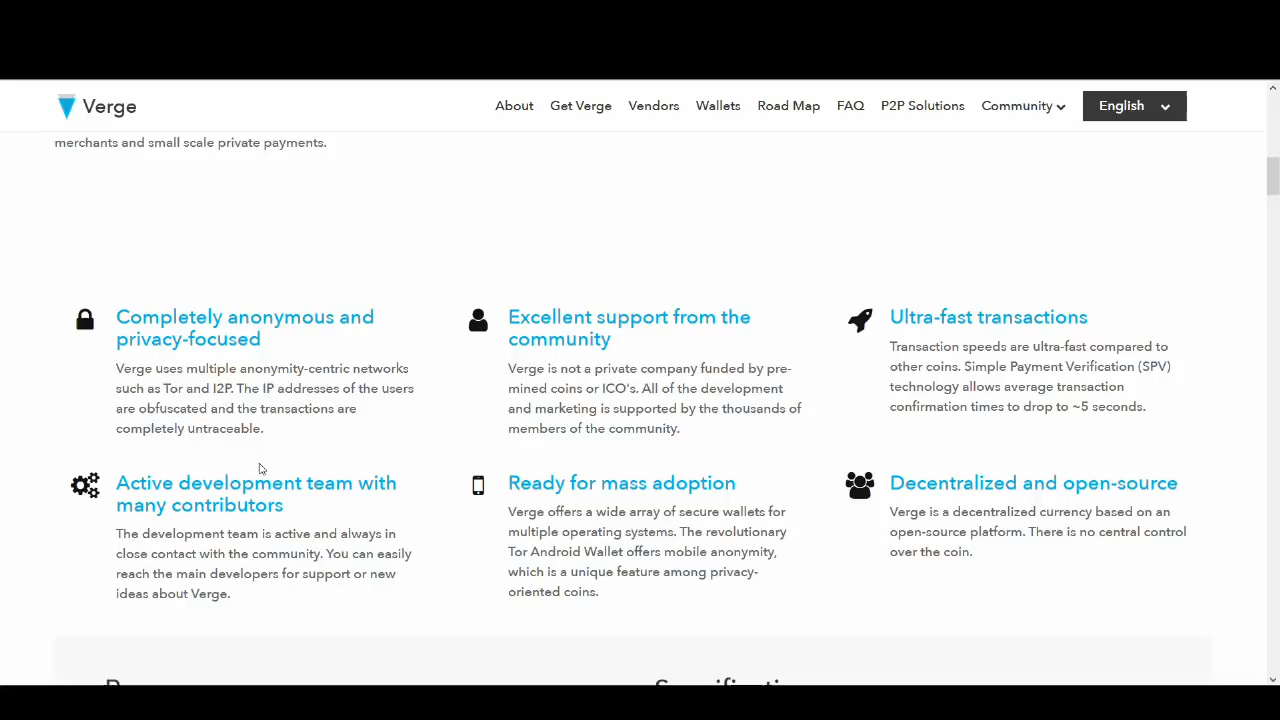 Verge
About
Get Verge
Vendors
Wallets
Road Map
FAQ
P2P Solutions
Community
English
merchants and small scale private payments.
Completely anonymous and
privacy-focused
Verge uses multiple anonymity-centric networks
such as Tor and I2P. The IP addresses of the users
are obfuscated and the transactions are
completely untraceable.
Excellent support from the
community
Verge is not a private company funded by pre-
mined coins or ICO's. All of the development
and marketing is supported by the thousands of
members of the community.
Ultra-fast transactions
Transaction speeds are ultra-fast compared to
other coins. Simple Payment Verification (SPV)
technology allows average transaction
confirmation times to drop to ~5 seconds.
Active development team with
many contributors
The development team is active and always in
close contact with the community. You can easily
reach the main developers for support or new
ideas about Verge.
Ready for mass adoption
Verge offers a wide array of secure wallets for
multiple operating systems. The revolutionary
Tor Android Wallet offers mobile anonymity,
which is a unique feature among privacy-
oriented coins.
Decentralized and open-source
Verge is a decentralized currency based on an
open-source platform. There is no central control
over the coin.